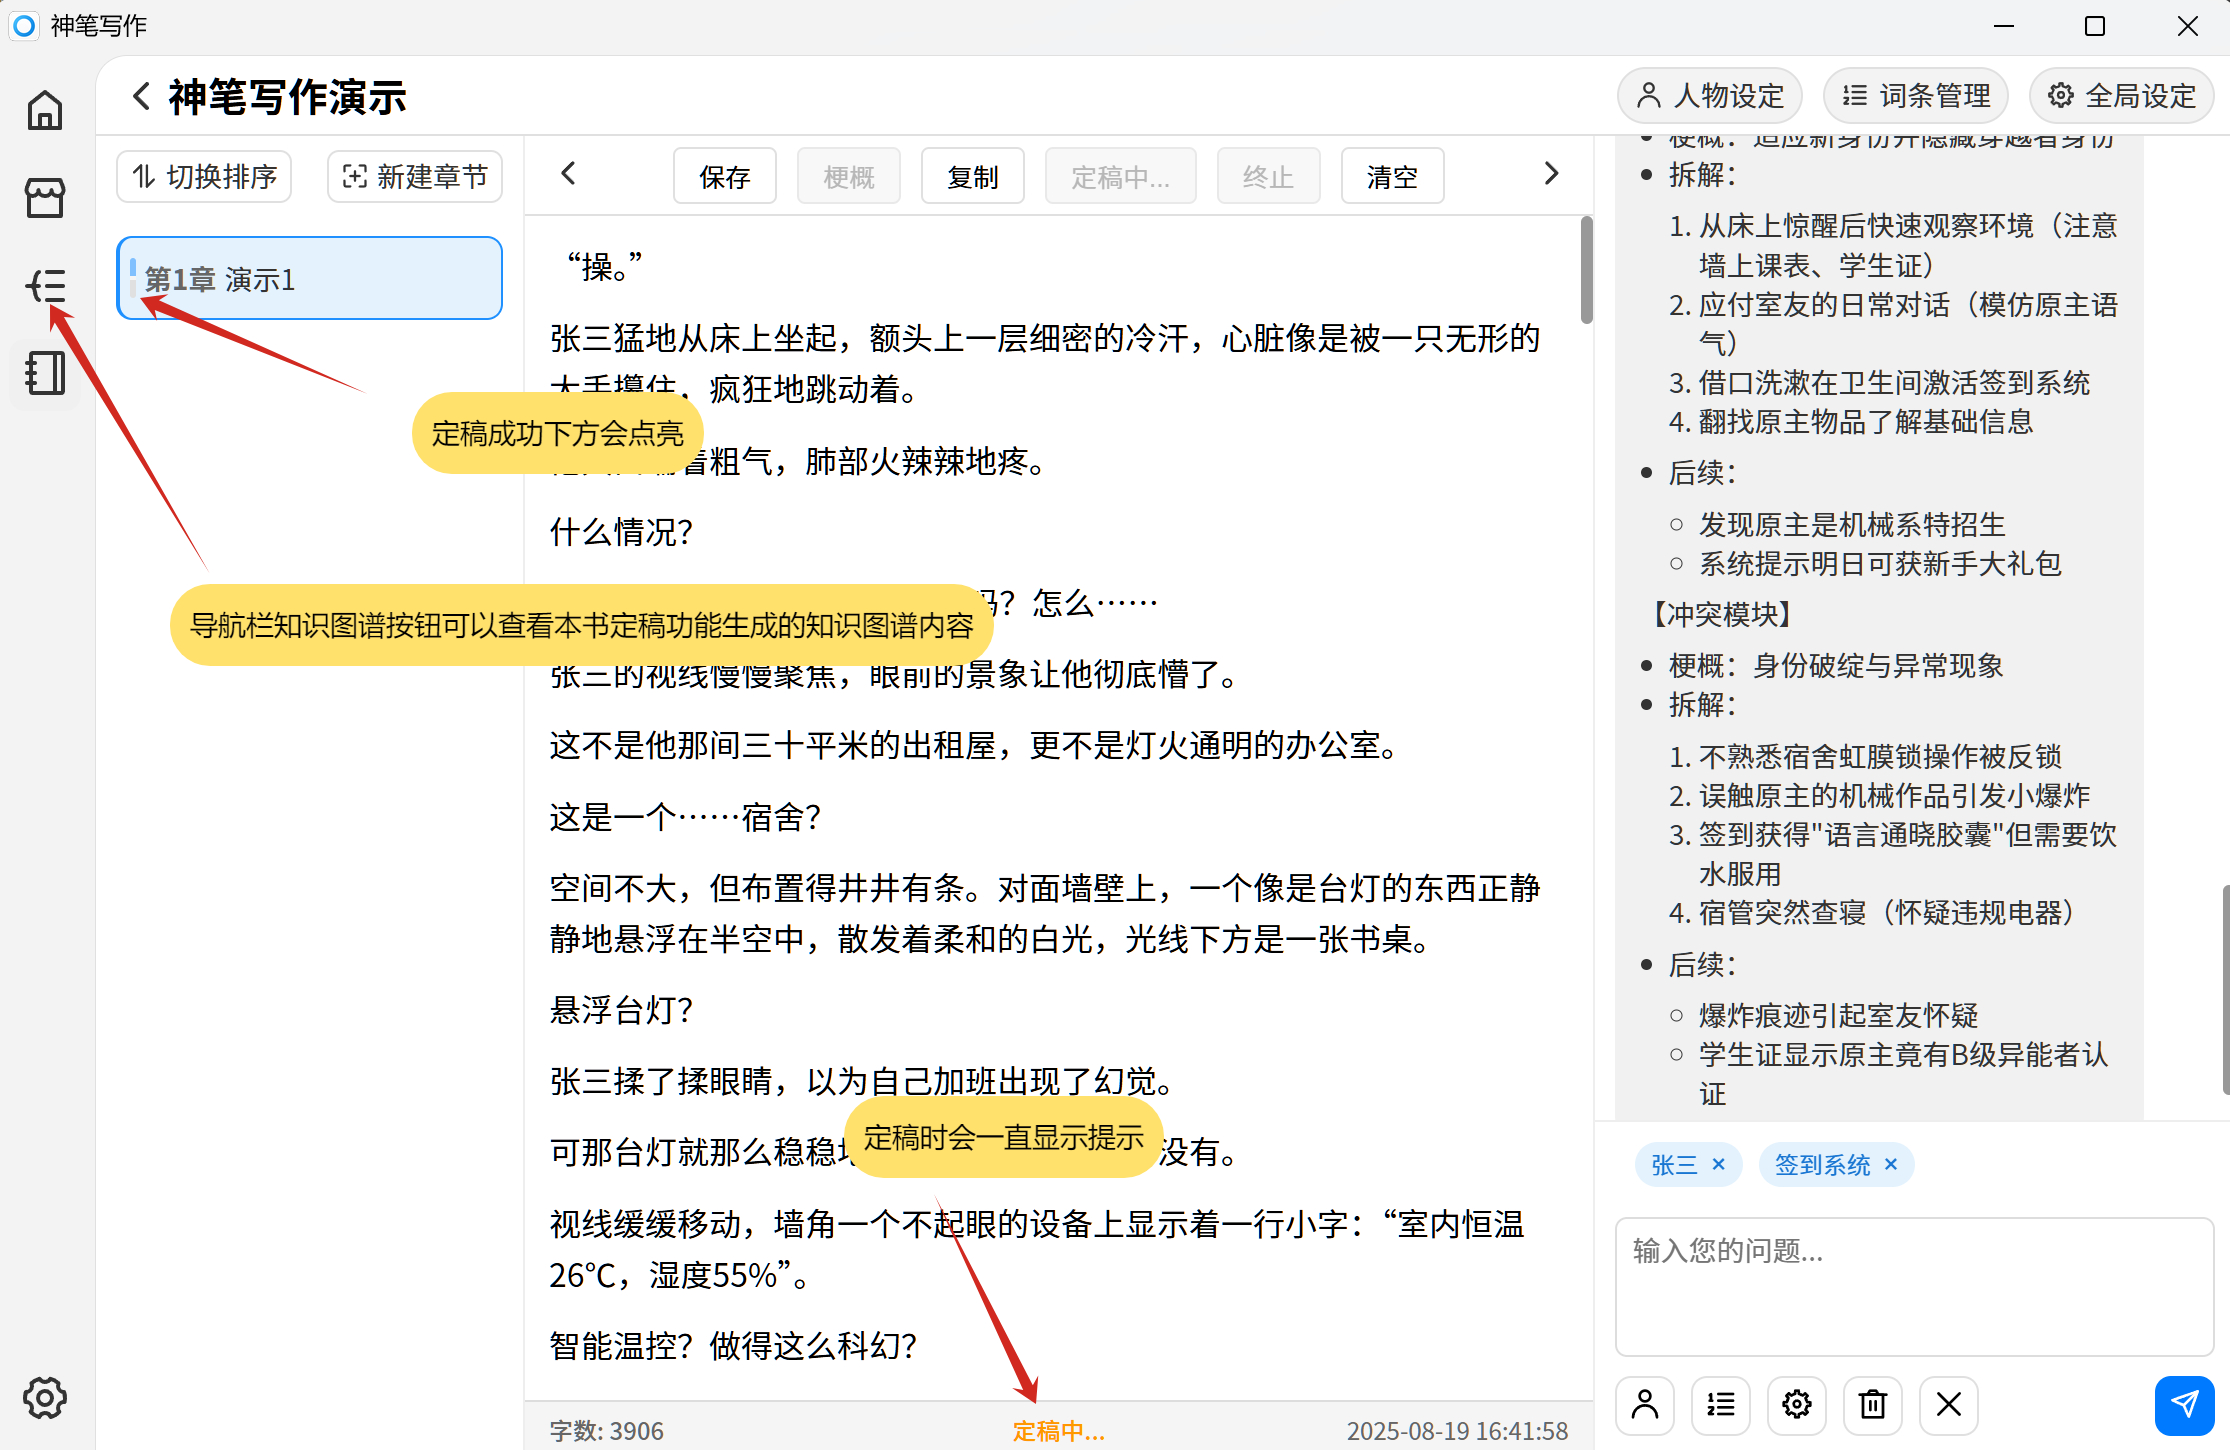 神笔写作
神笔写作演示
人物设定
词条管理
全局设定
切换排序
新建章节
第1章 演示1
保存
梗概
复制
定稿中...
终止
清空
“操。”
张三猛地从床上坐起，额头上一层细密的冷汗，心脏像是被一只无形的
大手攥住，疯狂地跳动着。
着粗气，肺部火辣辣地疼。
什么情况？
吗？怎么……
张三的视线慢慢聚焦，眼前的景象让他彻底懵了。
这不是他那间三十平米的出租屋，更不是灯火通明的办公室。
这是一个……宿舍？
空间不大，但布置得井井有条。对面墙壁上，一个像是台灯的东西正静
静地悬浮在半空中，散发着柔和的白光，光线下方是一张书桌。
悬浮台灯？
张三揉了揉眼睛，以为自己加班出现了幻觉。
可那台灯就那么稳稳地
没有。
视线缓缓移动，墙角一个不起眼的设备上显示着一行小字：“室内恒温
26℃，湿度55%”。
智能温控？做得这么科幻？
定稿成功下方会点亮
导航栏知识图谱按钮可以查看本书定稿功能生成的知识图谱内容
定稿时会一直显示提示
字数: 3906
定稿中...
2025-08-19 16:41:58
梗概：适应新身份并隐藏穿越者身份
拆解：
1. 从床上惊醒后快速观察环境（注意
墙上课表、学生证）
2. 应付室友的日常对话（模仿原主语
气）
3. 借口洗漱在卫生间激活签到系统
4. 翻找原主物品了解基础信息
后续：
发现原主是机械系特招生
系统提示明日可获新手大礼包
【冲突模块】
梗概：身份破绽与异常现象
拆解：
1. 不熟悉宿舍虹膜锁操作被反锁
2. 误触原主的机械作品引发小爆炸
3. 签到获得"语言通晓胶囊"但需要饮
水服用
4. 宿管突然查寝（怀疑违规电器）
后续：
爆炸痕迹引起室友怀疑
学生证显示原主竟有B级异能者认
证
张三 ×
签到系统 ×
输入您的问题...